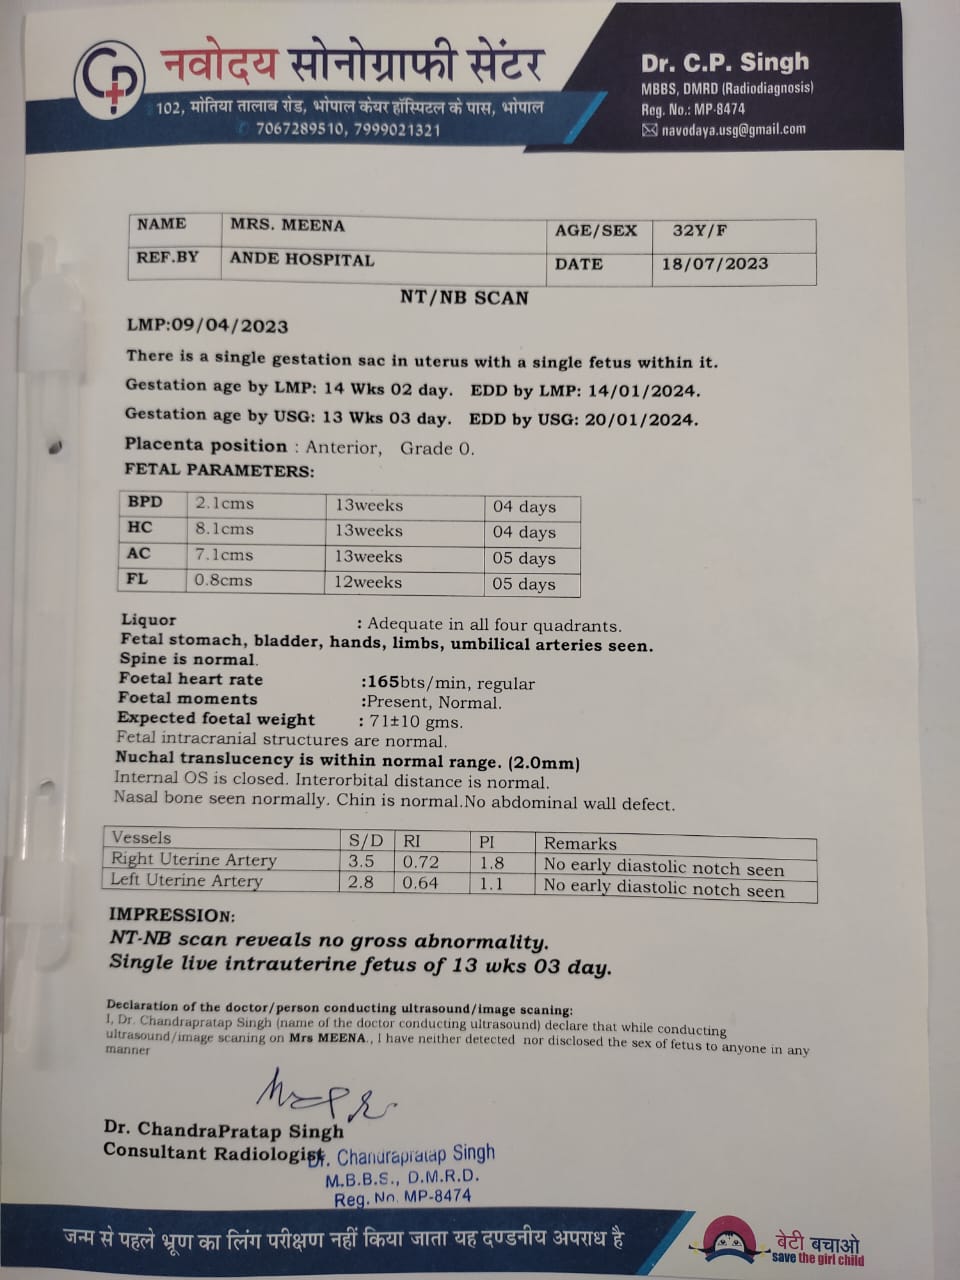 नवोदय सोनोग्राफी सेंटर
102, मोतिया तालाब रोड, भोपाल केयर हॉस्पिटल के पास, भोपाल
7067289510, 7999021321
Dr. C.P. Singh
MBBS, DMRD (Radiodiagnosis)
Reg. No.: MP-8474
navodaya.usg@gmail.com
NAME MRS. MEENA AGE/SEX 32Y/F
REF.BY ANDE HOSPITAL DATE 18/07/2023
NT/NB SCAN
LMP:09/04/2023
There is a single gestation sac in uterus with a single fetus within it.
Gestation age by LMP: 14 Wks 02 day. EDD by LMP: 14/01/2024.
Gestation age by USG: 13 Wks 03 day. EDD by USG: 20/01/2024.
Placenta position : Anterior, Grade 0.
FETAL PARAMETERS:
BPD 2.1cms 13weeks 04 days
HC 8.1cms 13weeks 04 days
AC 7.1cms 13weeks 05 days
FL 0.8cms 12weeks 05 days
Liquor : Adequate in all four quadrants.
Fetal stomach, bladder, hands, limbs, umbilical arteries seen.
Spine is normal.
Foetal heart rate :165bts/min, regular
Foetal moments :Present, Normal.
Expected foetal weight : 71±10 gms.
Fetal intracranial structures are normal.
Nuchal translucency is within normal range. (2.0mm)
Internal OS is closed. Interorbital distance is normal.
Nasal bone seen normally. Chin is normal.No abdominal wall defect.
Vessels S/D RI PI Remarks
Right Uterine Artery 3.5 0.72 1.8 No early diastolic notch seen
Left Uterine Artery 2.8 0.64 1.1 No early diastolic notch seen
IMPRESSION:
NT-NB scan reveals no gross abnormality.
Single live intrauterine fetus of 13 wks 03 day.
Declaration of the doctor/person conducting ultrasound/image scaning:
I, Dr. Chandrapratap Singh (name of the doctor conducting ultrasound) declare that while conducting
ultrasound/image scaning on Mrs MEENA., I have neither detected nor disclosed the sex of fetus to anyone in any
manner
Dr. ChandraPratap Singh
Consultant Radiologist.
Dr. Chandrapratap Singh
M.B.B.S., D.M.R.D.
Reg. No. MP-8474
जन्म से पहले भ्रूण का लिंग परीक्षण नहीं किया जाता यह दण्डनीय अपराध है
बेटी बचाओ
save the girl child